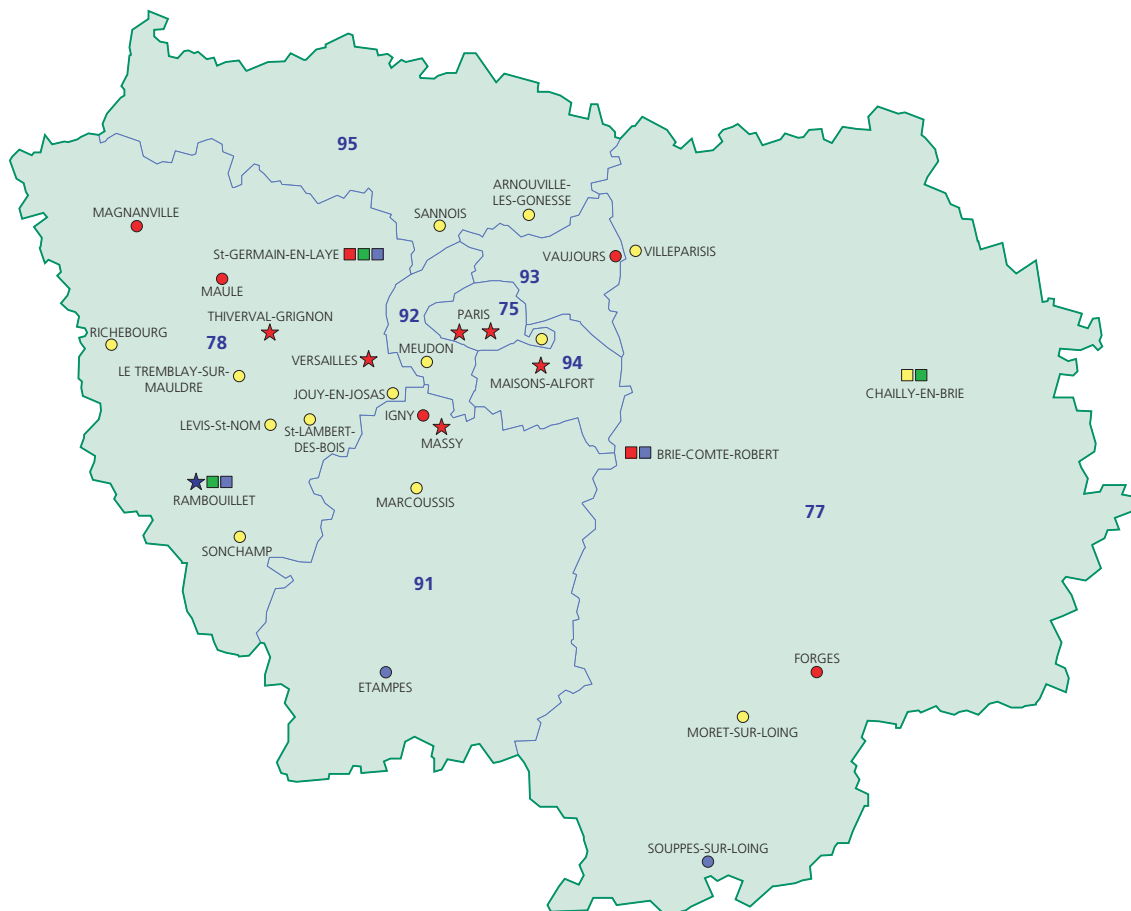 95
ARNOUVILLE-
LES-GONESSE
MAGNANVILLE
SANNOIS
St-GERMAIN-EN-LAYE
VAUJOURS
VILLEPARISIS
93
MAULE
THIVERVAL-GRIGNON
92
PARIS
75
RICHEBOURG
78
VERSAILLES
MEUDON
94
LE TREMBLAY-SUR-
MAULDRE
MAISONS-ALFORT
JOUY-EN-JOSAS
CHAILLY-EN-BRIE
IGNY
LEVIS-St-NOM
St-LAMBERT-
DES-BOIS
MASSY
BRIE-COMTE-ROBERT
RAMBOUILLET
MARCOUSSIS
77
SONCHAMP
91
FORGES
ETAMPES
MORET-SUR-LOING
SOUPPES-SUR-LOING